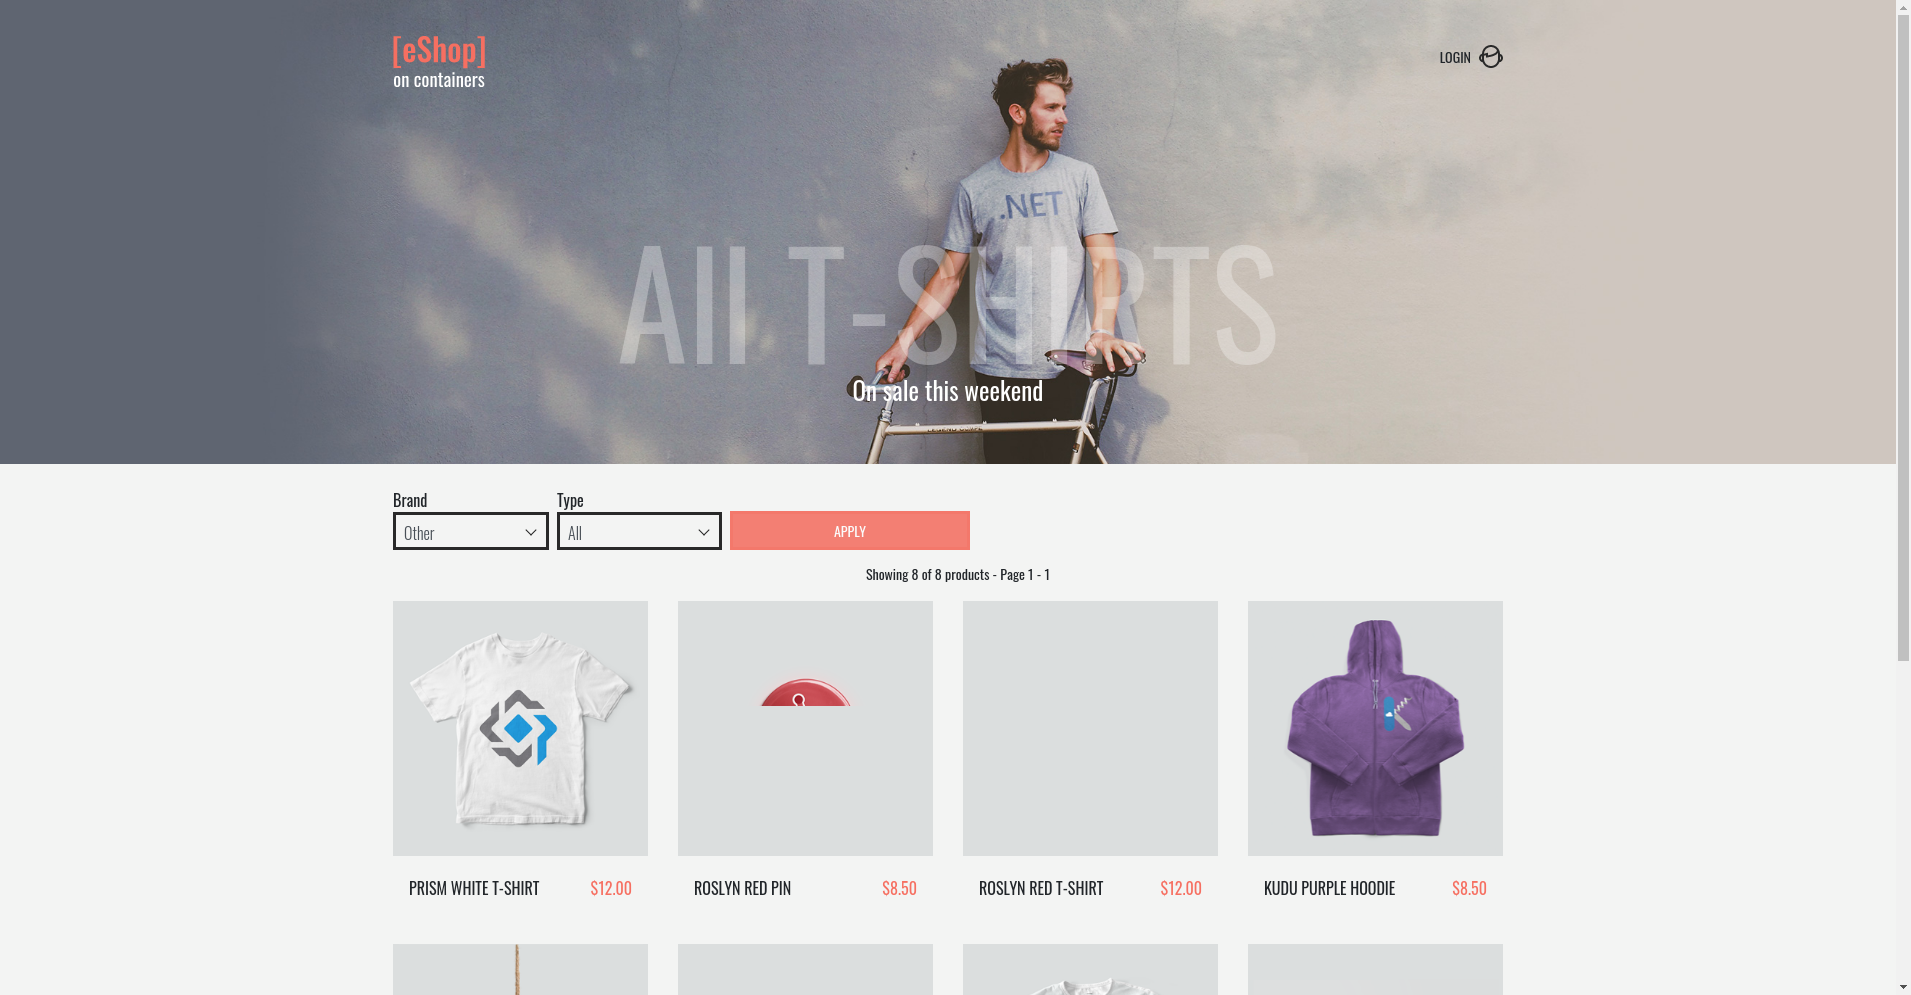 [eShop]
on containers
LOGIN
.NET
All T-SHIRTS
On sale this weekend
Brand
Type
Other
All
APPLY
Showing 8 of 8 products - Page 1 - 1
PRISM WHITE T-SHIRT $12.00
ROSLYN RED PIN $8.50
ROSLYN RED T-SHIRT $12.00
KUDU PURPLE HOODIE $8.50